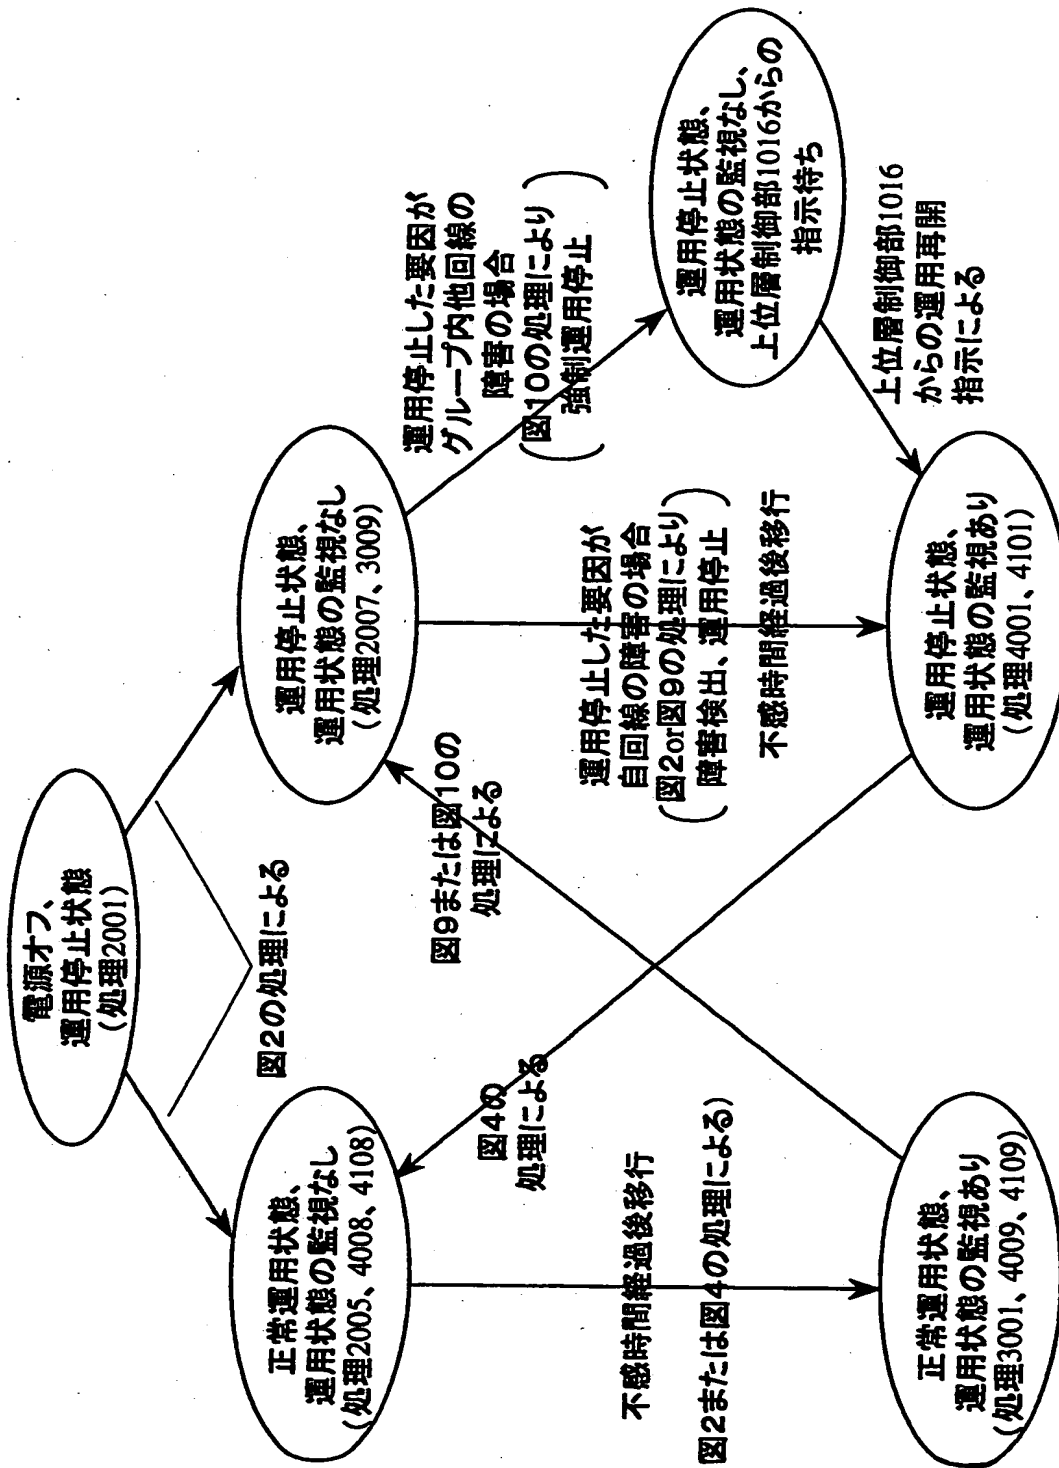 電源オフ、
運用停止状態
(処理2001)
図2の処理による
正常運用状態、
運用状態の監視なし
(処理2005、4008、4108)
運用停止状態、
運用状態の監視なし
(処理2007、3009)
運用停止した要因が
グループ内他回線の
障害の場合
(図10の処理により
強制運用停止)
運用停止状態、
運用状態の監視なし、
上位層制御部1016からの
指示待ち
図9または図10の
処理による
図4の
処理による
運用停止した要因が
自回線の障害の場合
(図2or図9の処理により
障害検出、運用停止)
不感時間経過後移行
上位層制御部1016
からの運用再開
指示による
不感時間経過後移行
(図2または図4の処理による)
正常運用状態、
運用状態の監視あり
(処理3001、4009、4109)
運用停止状態、
運用状態の監視あり
(処理4001、4101)